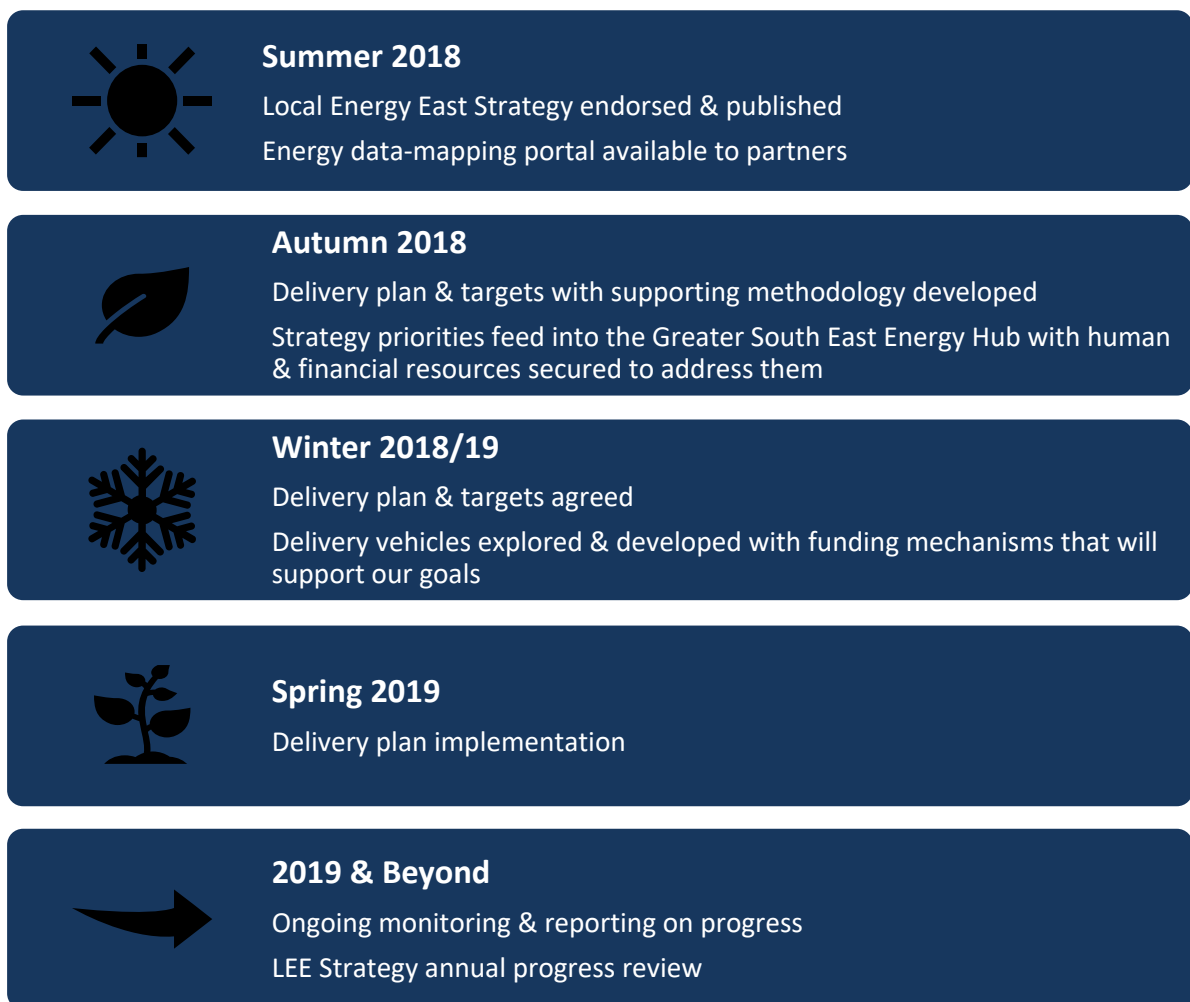 Summer 2018
Local Energy East Strategy endorsed & published
Energy data-mapping portal available to partners
Autumn 2018
Delivery plan & targets with supporting methodology developed
Strategy priorities feed into the Greater South East Energy Hub with human
& financial resources secured to address them
Winter 2018/19
Delivery plan & targets agreed
Delivery vehicles explored & developed with funding mechanisms that will
support our goals
Spring 2019
Delivery plan implementation
2019 & Beyond
Ongoing monitoring & reporting on progress
LEE Strategy annual progress review